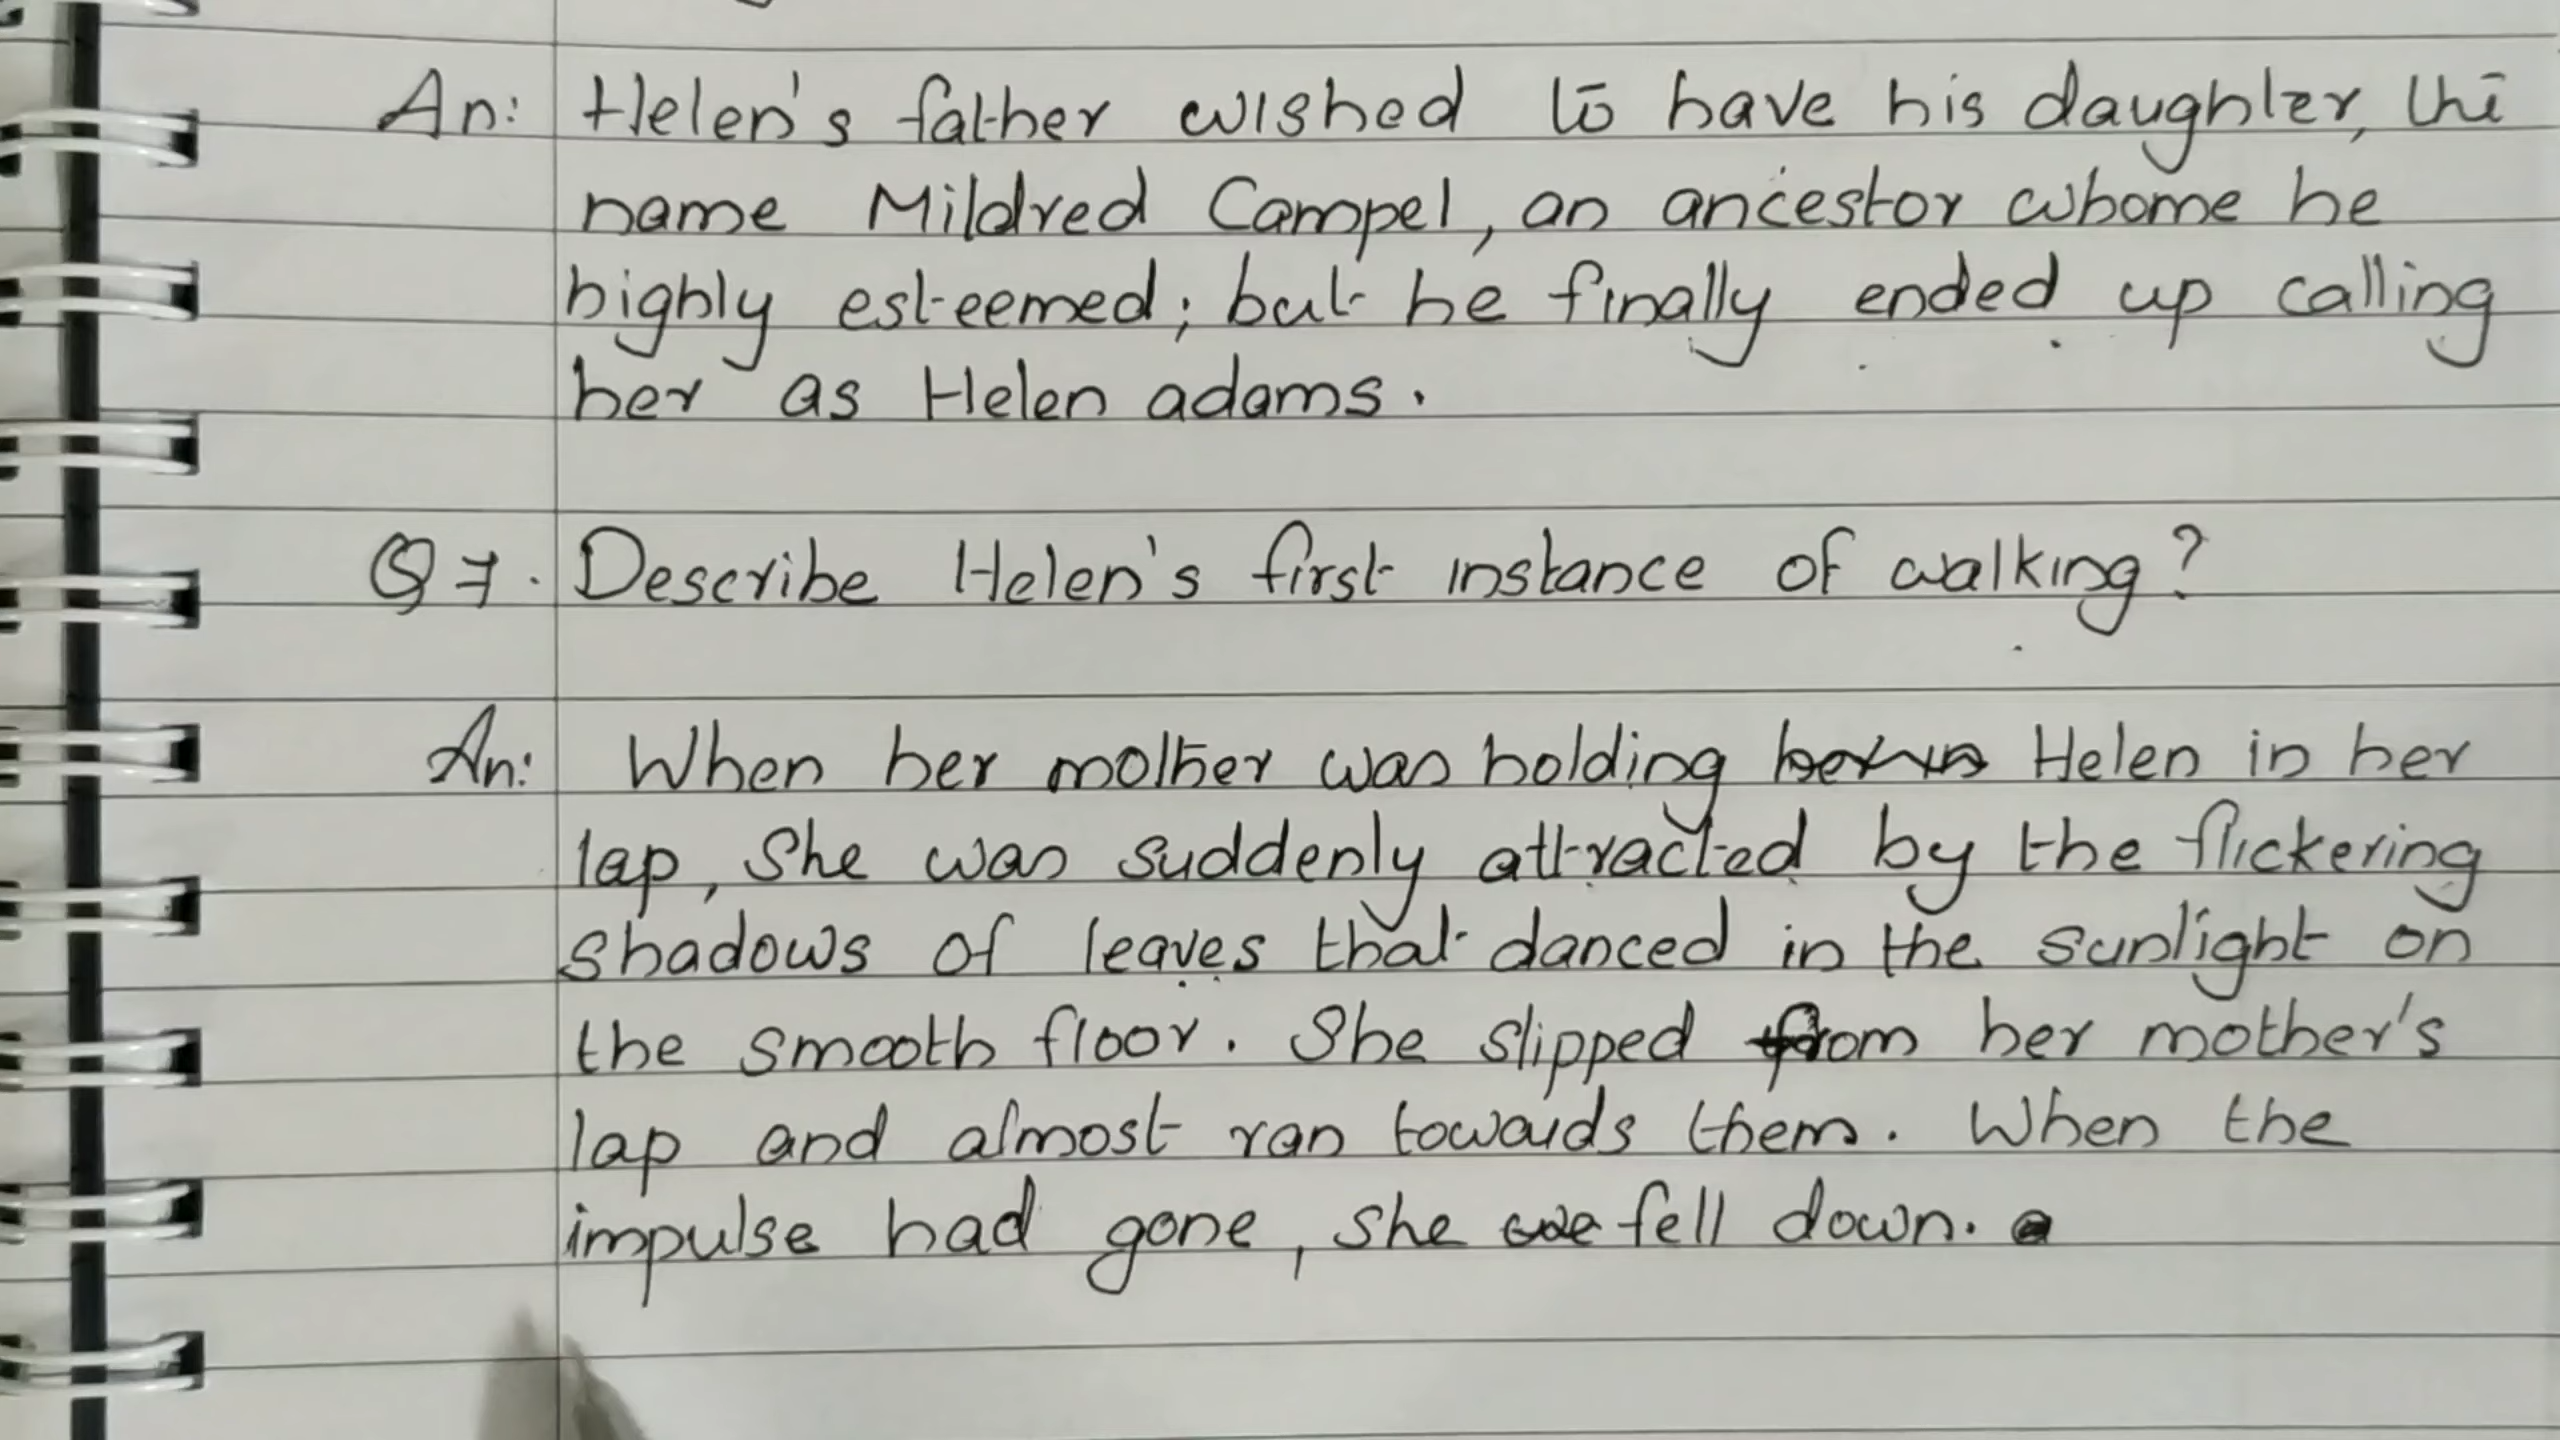 An: Helen's father wished to have his daughter, the
name Mildred Campel, an ancestor whome he
highly esteemed; but he finally ended up calling
her as Helen adams.
Q7. Describe Helen's first instance of walking?
An: When her mother was holding Helen in her
lap, She was suddenly attracted by the flickering
shadows of leaves that danced in the sunlight on
the smooth floor. She slipped from her mother's
lap and almost ran towards them. When the
impulse had gone, she fell down.